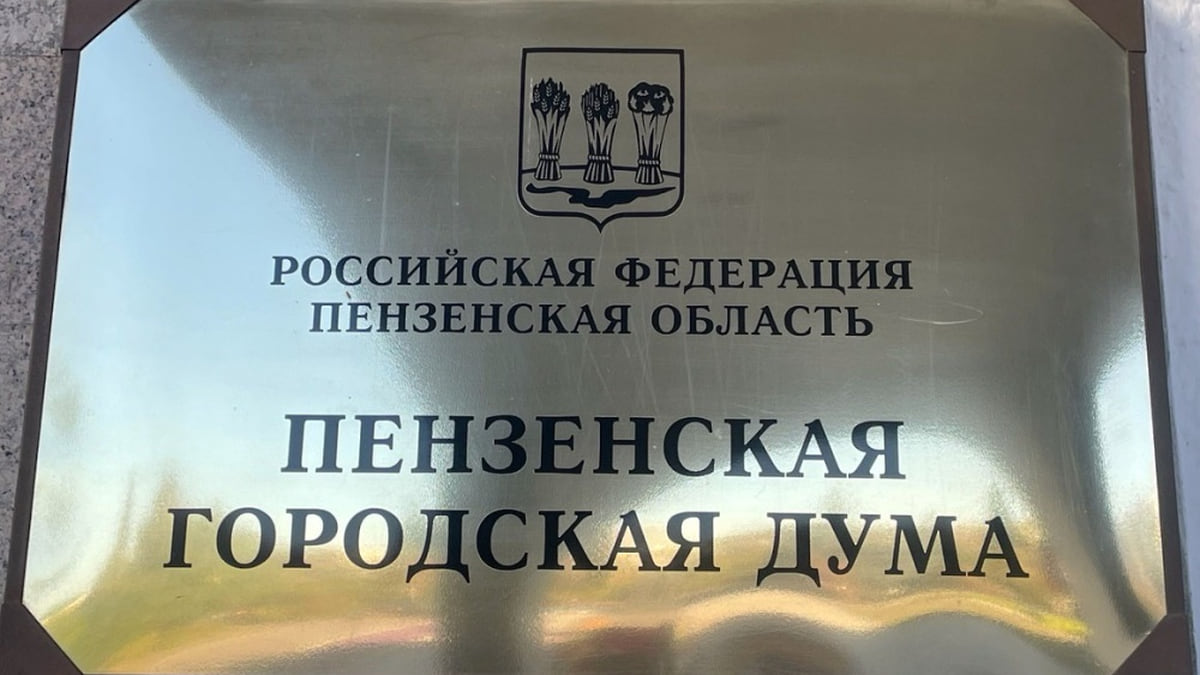 РОССИЙСКАЯ ФЕДЕРАЦИЯ
ПЕНЗЕНСКАЯ ОБЛАСТЬ
ПЕНЗЕНСКАЯ
ГОРОДСКАЯ ДУМА